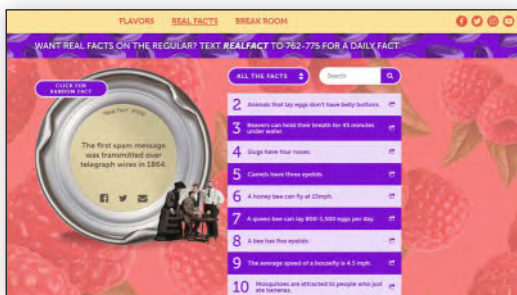 FLAVORS
REAL FACTS
BREAK ROOM
WANT REAL FACTS ON THE REGULAR? TEXT REALFACT TO 762-775 FOR A DAILY FACT.
CLICK FOR
RANDOM FACT
"Real Fact"
The first spam message
was transmitted over
telegraph wires in 1864.
ALL THE FACTS
Search
2 Animals that lay eggs don't have belly buttons.
3 Beavers can hold their breath for 45 minutes
under water.
4 Slugs have four noses.
5 Camels have three eyelids.
6 A honey bee can fly at 15mph.
7 A queen bee can lay 800-1,500 eggs per day.
8 A bee has five eyelids.
9 The average speed of a housefly is 4.5 mph.
10 Mosquitoes are attracted to people who just
ate bananas.